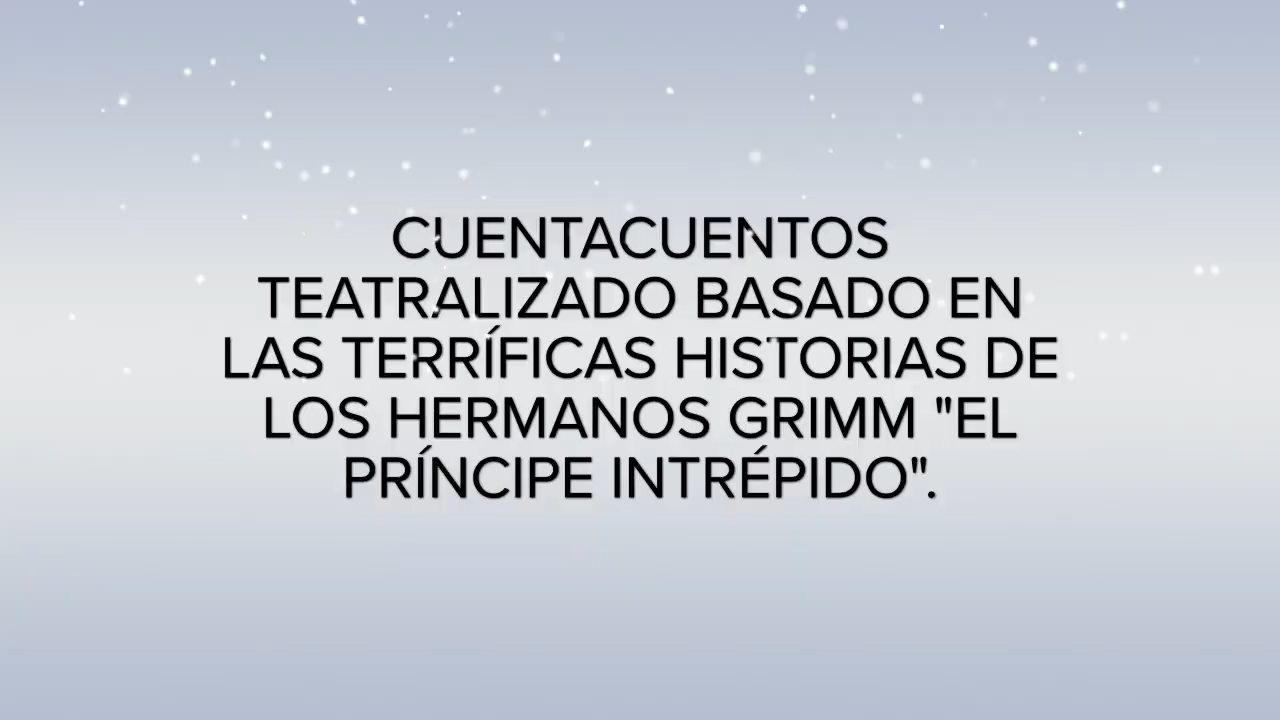 CUENTACUENTOS
TEATRALIZADO BASADO EN
LAS TERRÍFICAS HISTORIAS DE
LOS HERMANOS GRIMM "EL
PRÍNCIPE INTRÉPIDO".